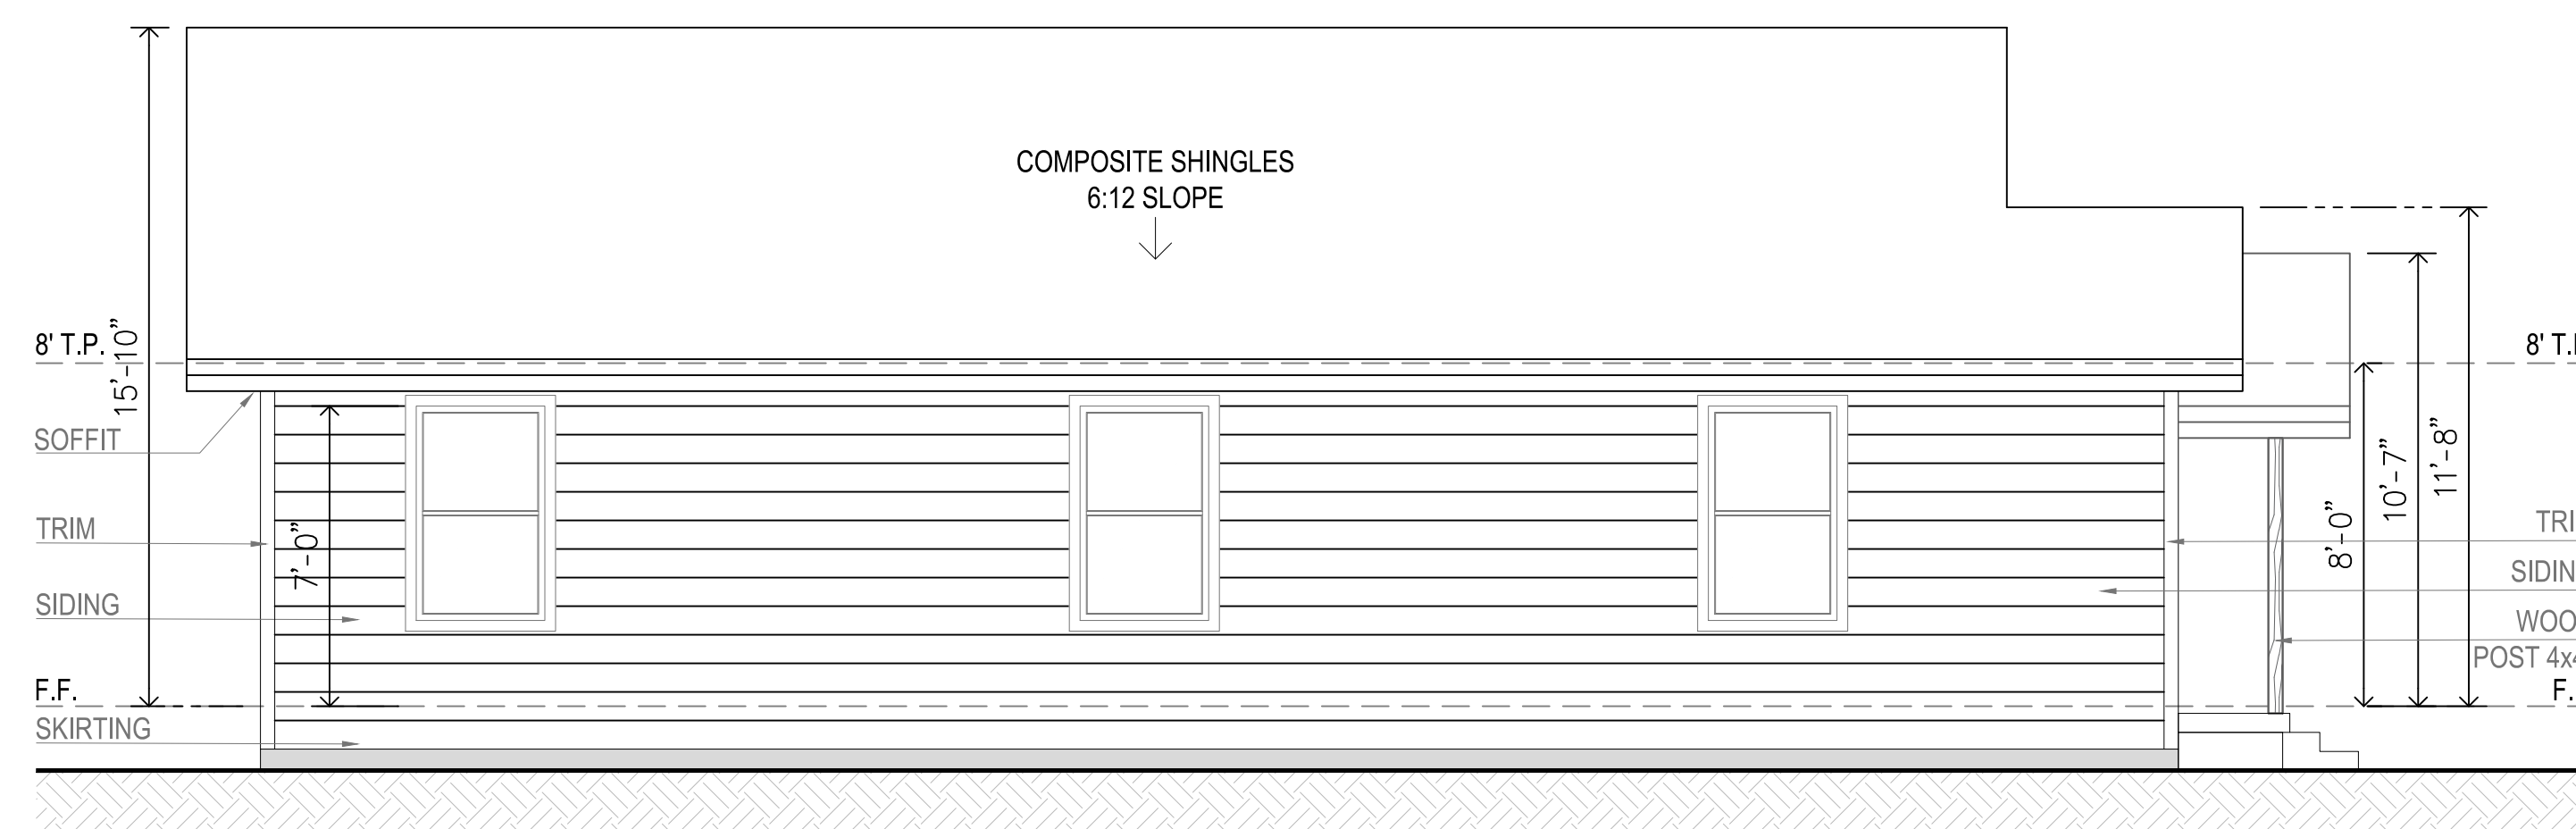 COMPOSITE SHINGLES
6:12 SLOPE
8' T.P.
15'-10"
SOFFIT
TRIM
SIDING
F.F.
SKIRTING
7'-0"
8'-0"
10'-7"
11'-8"
8' T.
TRI
SIDIN
WOO
POST 4x4
F.